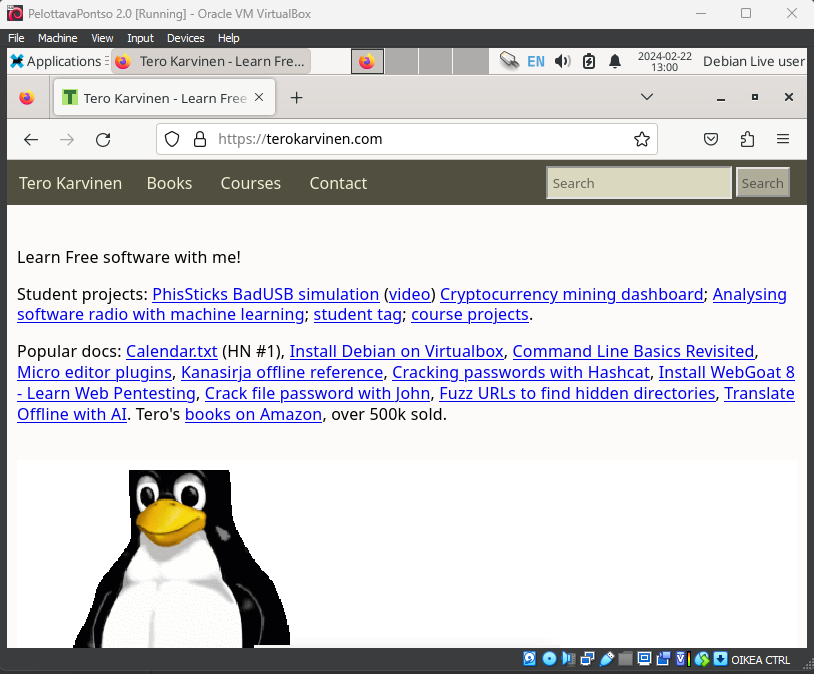 PelottavaPontso 2.0 [Running] - Oracle VM VirtualBox
File Machine View Input Devices Help
Applications Tero Karvinen - Learn Fre... EN 2024-02-22 13:00 Debian Live user
Tero Karvinen - Learn Free
https://terokarvinen.com
Tero Karvinen Books Courses Contact Search Search
Learn Free software with me!
Student projects: PhisSticks BadUSB simulation (video) Cryptocurrency mining dashboard; Analysing
software radio with machine learning; student tag; course projects.
Popular docs: Calendar.txt (HN #1), Install Debian on Virtualbox, Command Line Basics Revisited,
Micro editor plugins, Kanasirja offline reference, Cracking passwords with Hashcat, Install WebGoat 8
- Learn Web Pentesting, Crack file password with John, Fuzz URLs to find hidden directories, Translate
Offline with AI. Tero's books on Amazon, over 500k sold.
OIKEA CTRL